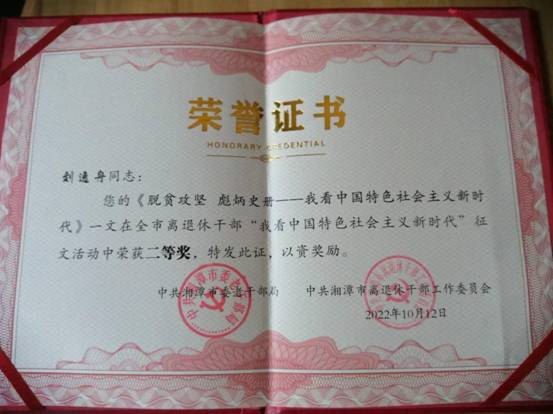 荣誉证书
HONORARY CREDENTIAL
刘逸舟同志：
您的《脱贫攻坚 彪炳史册——我看中国特色社会主义新时
代》一文在全市离退休干部“我看中国特色社会主义新时代”征
文活动中荣获二等奖，特发此证，以资奖励。
中共湘潭市委老干部局 中共湘潭市离退休干部工作委员会
2022年10月12日